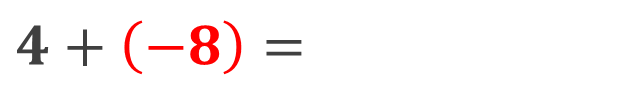 4 + (−8) =